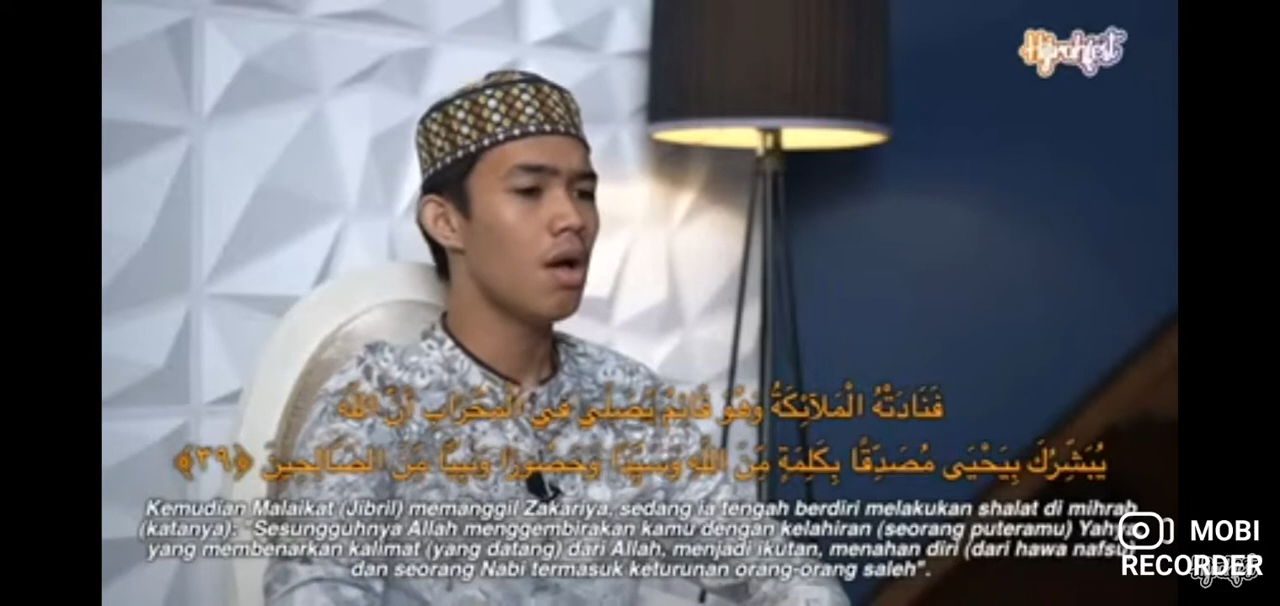 Hijrahfest
فَنَادَتْهُ الْمَلَآئِكَةُ وَهُوَ قَائِمٌ يُصَلِّي فِي الْمِحْرَابِ أَنَّ اللَّهَ
يُبَشِّرُكَ بِيَحْيَى مُصَدِّقًا بِكَلِمَةٍ مِّنَ اللَّهِ وَسَيِّدًا وَحَصُورًا وَنَبِيًّا مِّنَ الصَّالِحِينَ ﴿٣٩﴾
Kemudian Malaikat (Jibril) memanggil Zakariya, sedang ia tengah berdiri melakukan shalat di mihrab
(katanya): "Sesungguhnya Allah menggembirakan kamu dengan kelahiran (seorang puteramu)
yang membenarkan kalimat (yang datang) dari Allah, menjadi ikutan, menahan diri (dari hawa nafsu)
dan seorang Nabi termasuk keturunan orang-orang saleh".
MOBI
RECORDER